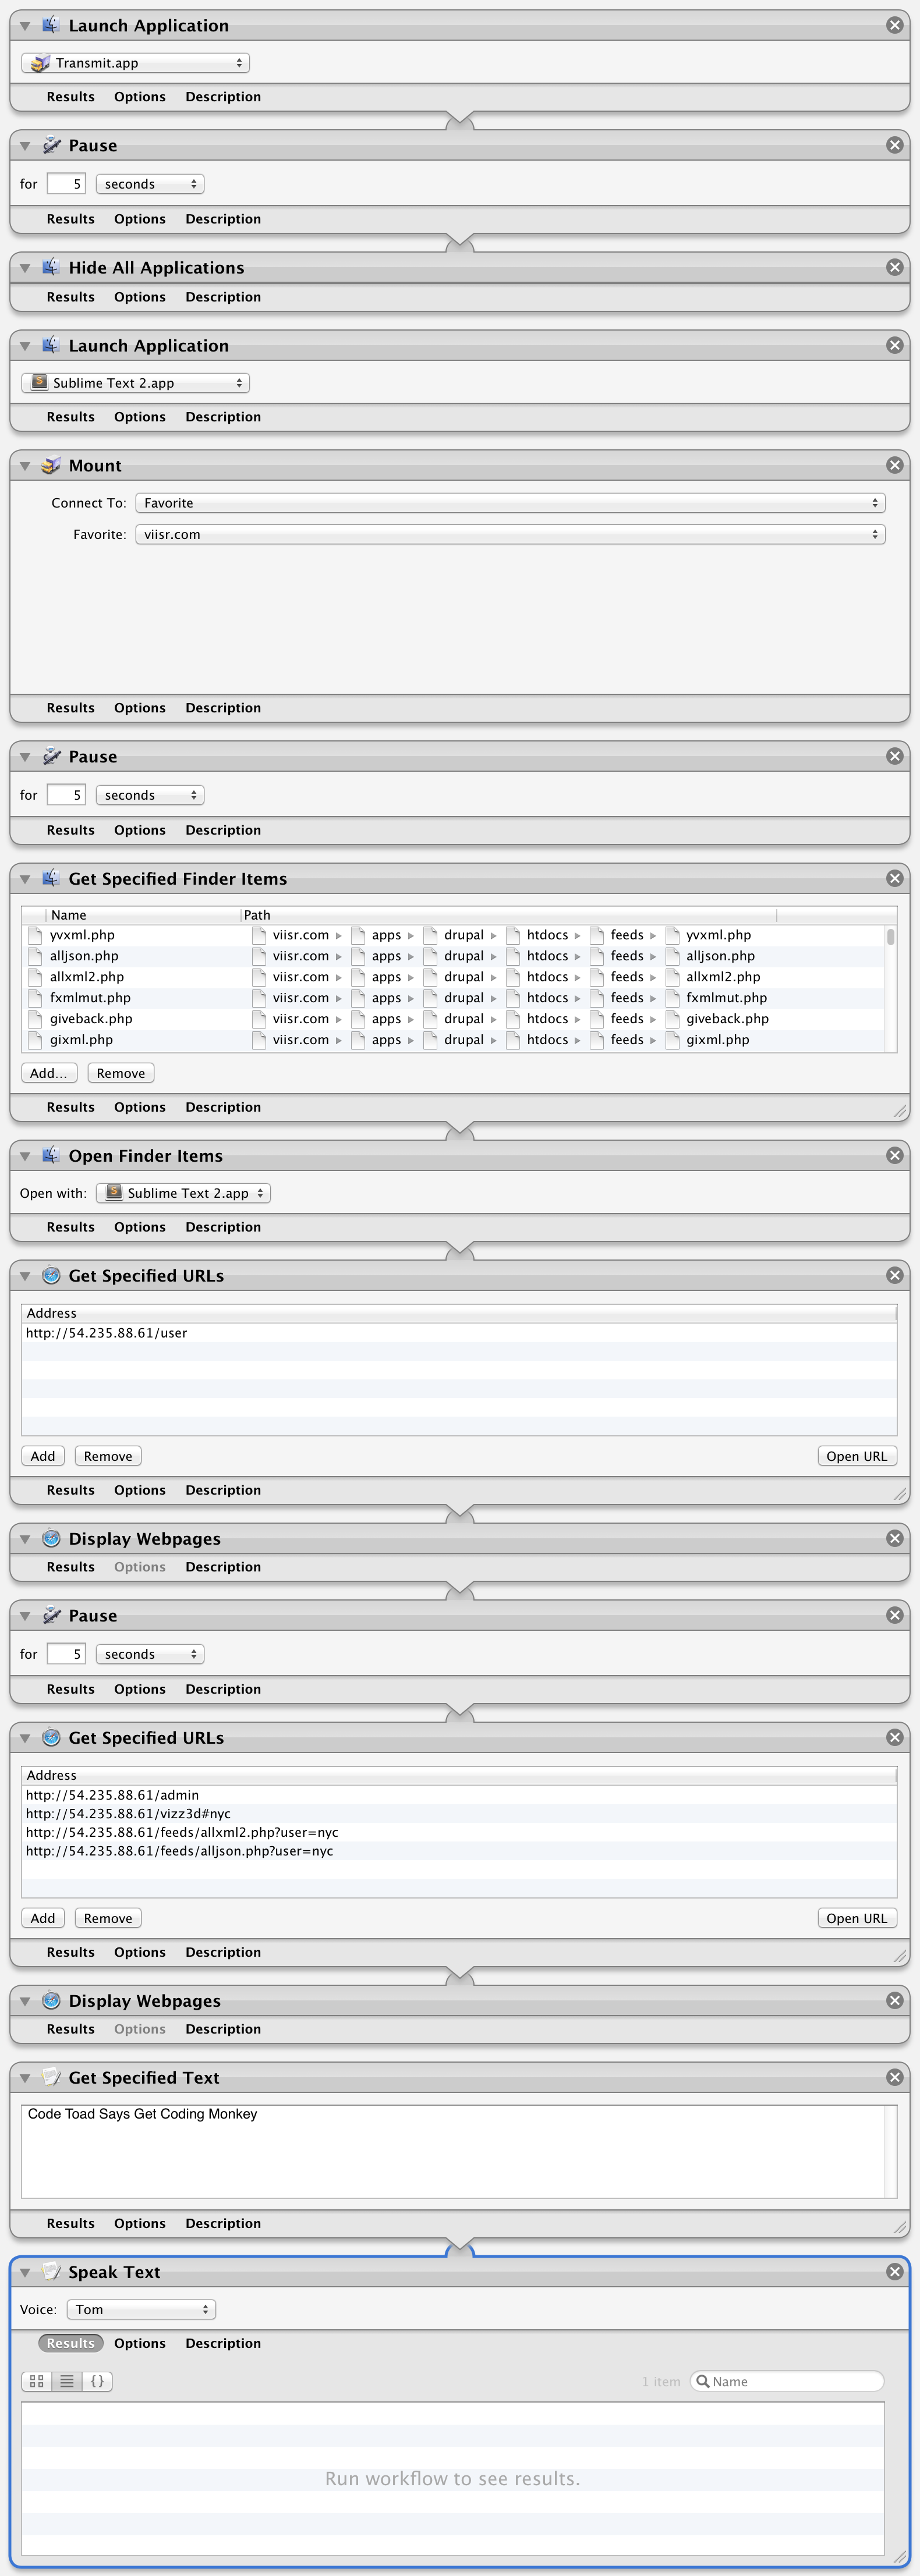 Launch Application
Transmit.app
Results Options Description
Pause
for 5 seconds
Results Options Description
Hide All Applications
Results Options Description
Launch Application
Sublime Text 2.app
Results Options Description
Mount
Connect To: Favorite
Favorite: viisr.com
Results Options Description
Pause
for 5 seconds
Results Options Description
Get Specified Finder Items
Name Path
yvxml.php viisr.com ▸ apps ▸ drupal ▸ htdocs ▸ feeds ▸ yvxml.php
alljson.php viisr.com ▸ apps ▸ drupal ▸ htdocs ▸ feeds ▸ alljson.php
allxml2.php viisr.com ▸ apps ▸ drupal ▸ htdocs ▸ feeds ▸ allxml2.php
fxmlmut.php viisr.com ▸ apps ▸ drupal ▸ htdocs ▸ feeds ▸ fxmlmut.php
giveback.php viisr.com ▸ apps ▸ drupal ▸ htdocs ▸ feeds ▸ giveback.php
gixml.php viisr.com ▸ apps ▸ drupal ▸ htdocs ▸ feeds ▸ gixml.php
Add... Remove
Results Options Description
Open Finder Items
Open with: Sublime Text 2.app
Results Options Description
Get Specified URLs
Address
http://54.235.88.61/user
Add Remove Open URL
Results Options Description
Display Webpages
Results Options Description
Pause
for 5 seconds
Results Options Description
Get Specified URLs
Address
http://54.235.88.61/admin
http://54.235.88.61/vizz3d#nyc
http://54.235.88.61/feeds/allxml2.php?user=nyc
http://54.235.88.61/feeds/alljson.php?user=nyc
Add Remove Open URL
Results Options Description
Display Webpages
Results Options Description
Get Specified Text
Code Toad Says Get Coding Monkey
Results Options Description
Speak Text
Voice: Tom
Results Options Description
{} 1 item Name
Run workflow to see results.